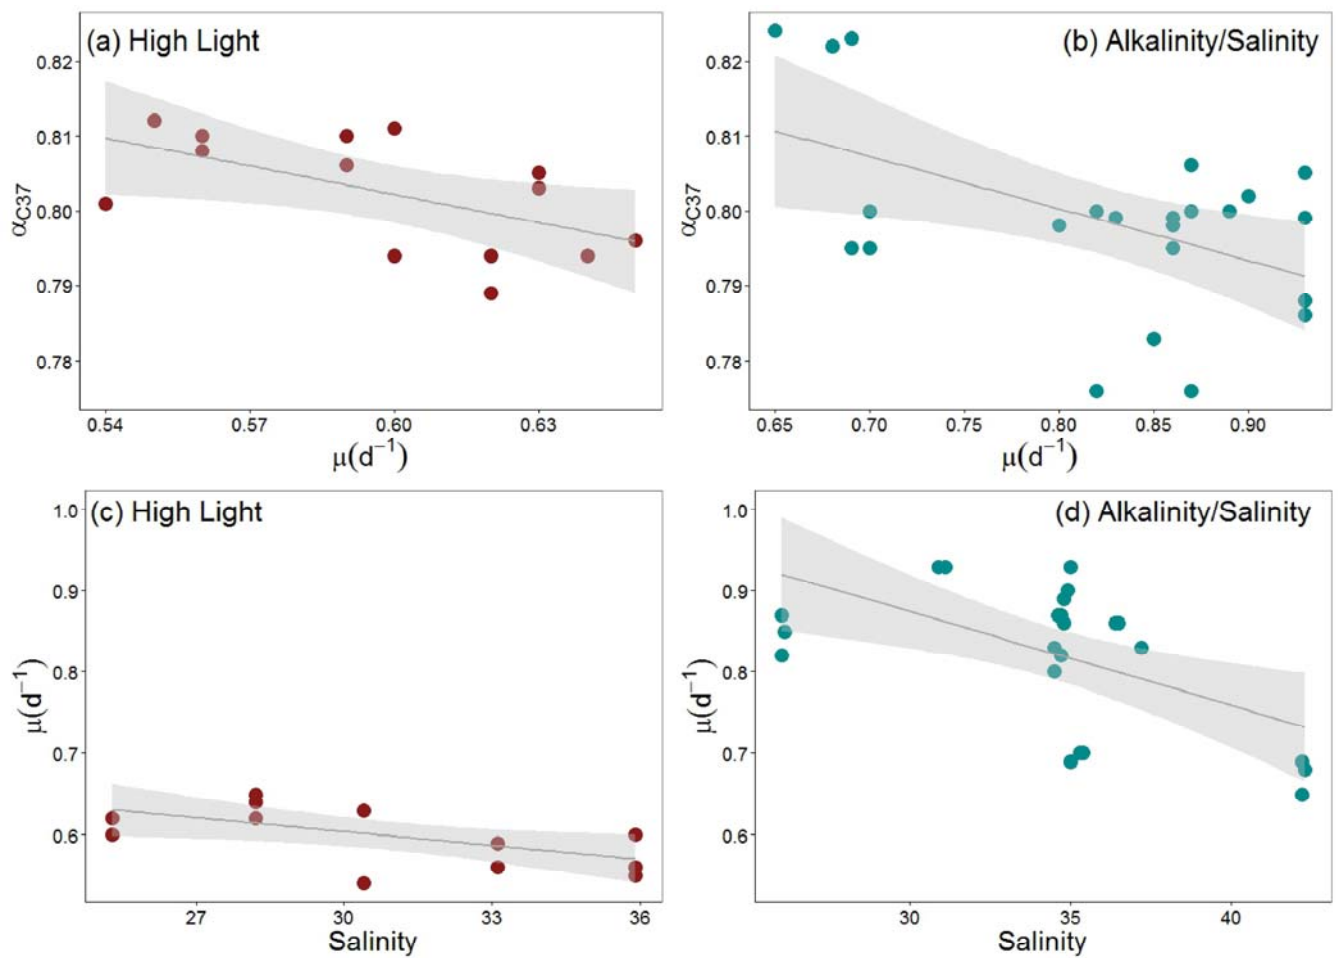 (a) High Light
(b) Alkalinity/Salinity
0.82
0.81
0.80
0.79
0.78
αC37
0.54 0.57 0.60 0.63
μ(d⁻¹)
0.82
0.81
0.80
0.79
0.78
αC37
0.65 0.70 0.75 0.80 0.85 0.90
μ(d⁻¹)
(c) High Light
(d) Alkalinity/Salinity
1.0
0.9
0.8
0.7
0.6
μ(d⁻¹)
27 30 33 36
Salinity
1.0
0.9
0.8
0.7
0.6
μ(d⁻¹)
30 35 40
Salinity